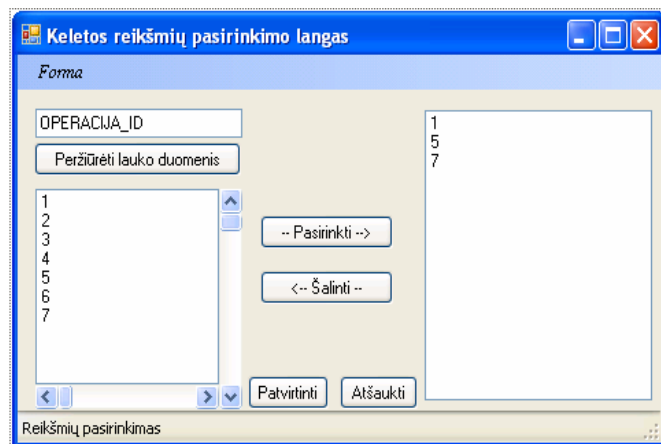 Keletos reikšmių pasirinkimo langas
Forma
OPERACIJA_ID
Peržiūrėti lauko duomenis
1
2
3
4
5
6
7
-- Pasirinkti -->
<-- Šalinti --
1
5
7
Patvirtinti
Atšaukti
Reikšmių pasirinkimas